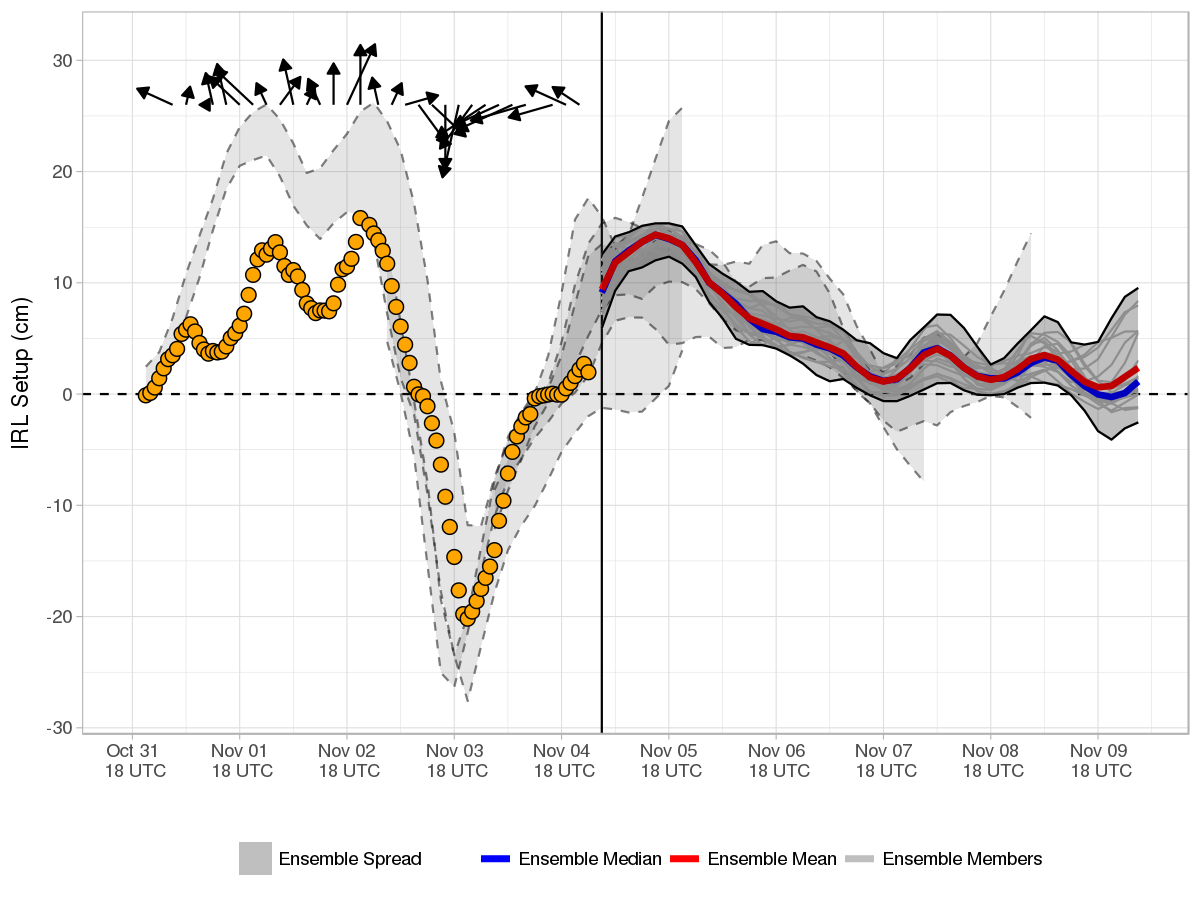 IRL Setup (cm)
30
20
10
0
-10
-20
-30
Oct 31
18 UTC
Nov 01
18 UTC
Nov 02
18 UTC
Nov 03
18 UTC
Nov 04
18 UTC
Nov 05
18 UTC
Nov 06
18 UTC
Nov 07
18 UTC
Nov 08
18 UTC
Nov 09
18 UTC
Ensemble Spread
Ensemble Median
Ensemble Mean
Ensemble Members